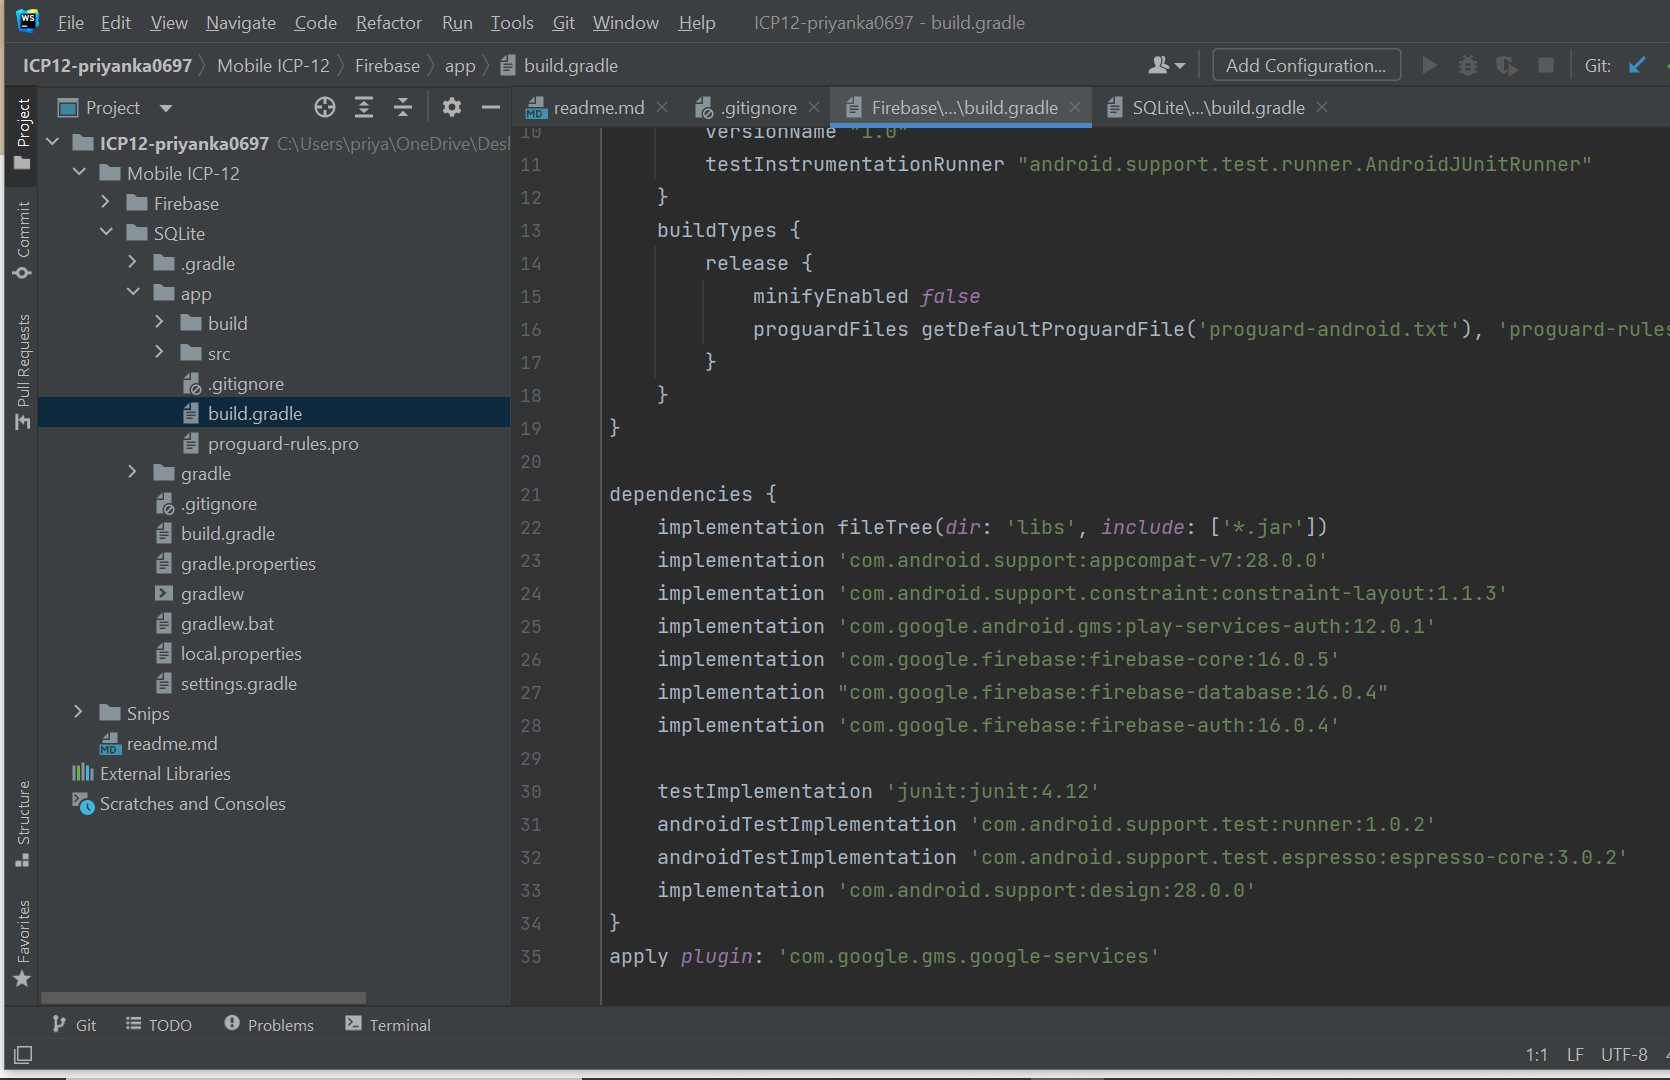 WS
File Edit View Navigate Code Refactor Run Tools Git Window Help ICP12-priyanka0697 - build.gradle
ICP12-priyanka0697 Mobile ICP-12 Firebase app build.gradle Add Configuration... Git:
Project
readme.md .gitignore Firebase\...\build.gradle SQLite\...\build.gradle
Project
Commit
Pull Requests
Structure
Favorites
ICP12-priyanka0697 C:\Users\priya\OneDrive\Desl
Mobile ICP-12
Firebase
SQLite
.gradle
app
build
src
.gitignore
build.gradle
proguard-rules.pro
gradle
.gitignore
build.gradle
gradle.properties
gradlew
gradlew.bat
local.properties
settings.gradle
Snips
MD readme.md
External Libraries
Scratches and Consoles
10 versionName "1.0"
11 testInstrumentationRunner "android.support.test.runner.AndroidJUnitRunner"
12 }
13 buildTypes {
14 release {
15 minifyEnabled false
16 proguardFiles getDefaultProguardFile('proguard-android.txt'), 'proguard-rules
17 }
18 }
19 }
20
21 dependencies {
22 implementation fileTree(dir: 'libs', include: ['*.jar'])
23 implementation 'com.android.support:appcompat-v7:28.0.0'
24 implementation 'com.android.support.constraint:constraint-layout:1.1.3'
25 implementation 'com.google.android.gms:play-services-auth:12.0.1'
26 implementation 'com.google.firebase:firebase-core:16.0.5'
27 implementation "com.google.firebase:firebase-database:16.0.4"
28 implementation 'com.google.firebase:firebase-auth:16.0.4'
29
30 testImplementation 'junit:junit:4.12'
31 androidTestImplementation 'com.android.support.test:runner:1.0.2'
32 androidTestImplementation 'com.android.support.test.espresso:espresso-core:3.0.2'
33 implementation 'com.android.support:design:28.0.0'
34 }
35 apply plugin: 'com.google.gms.google-services'
Git TODO Problems Terminal
1:1 LF UTF-8